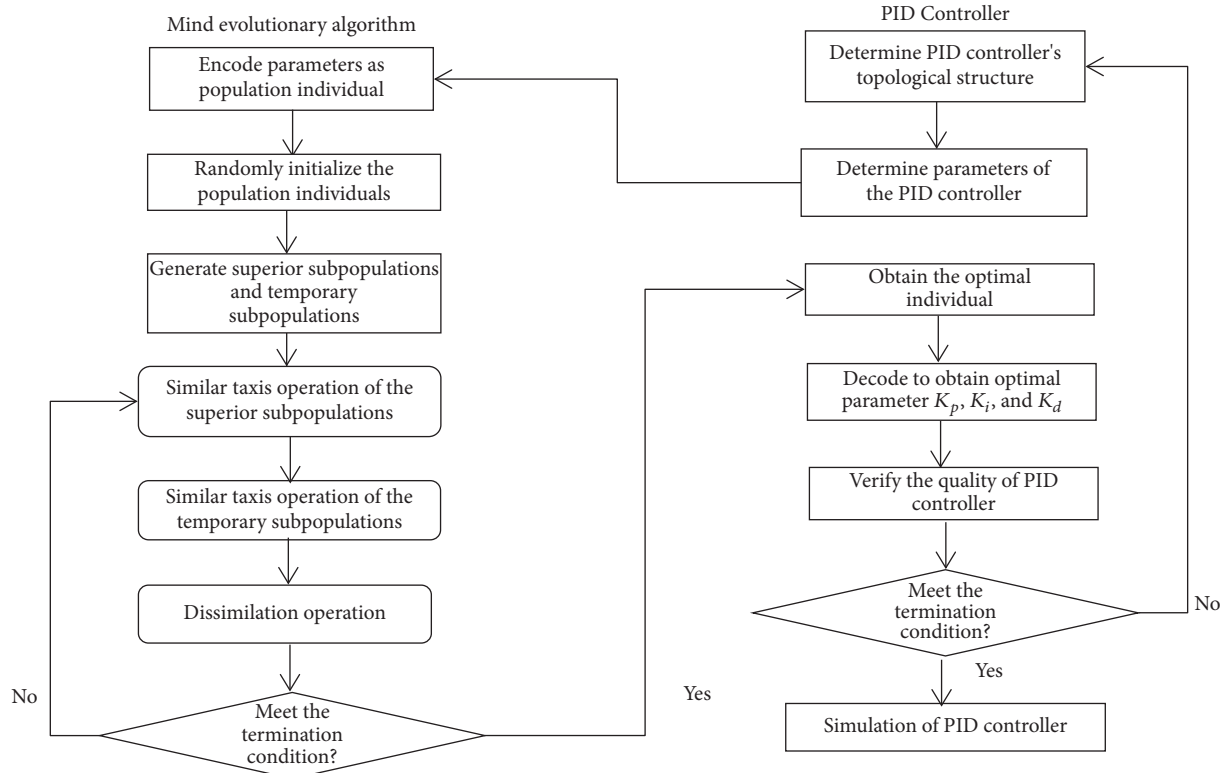 Mind evolutionary algorithm
Encode parameters as
population individual
Randomly initialize the
population individuals
Generate superior subpopulations
and temporary
subpopulations
Similar taxis operation of the
superior subpopulations
Similar taxis operation of the
temporary subpopulations
Dissimilation operation
No
Meet the
termination
condition?
Yes
PID Controller
Determine PID controller's
topological structure
Determine parameters of
the PID controller
Obtain the optimal
individual
Decode to obtain optimal
parameter K_p, K_i, and K_d
Verify the quality of PID
controller
Meet the
termination
condition?
No
Yes
Simulation of PID controller